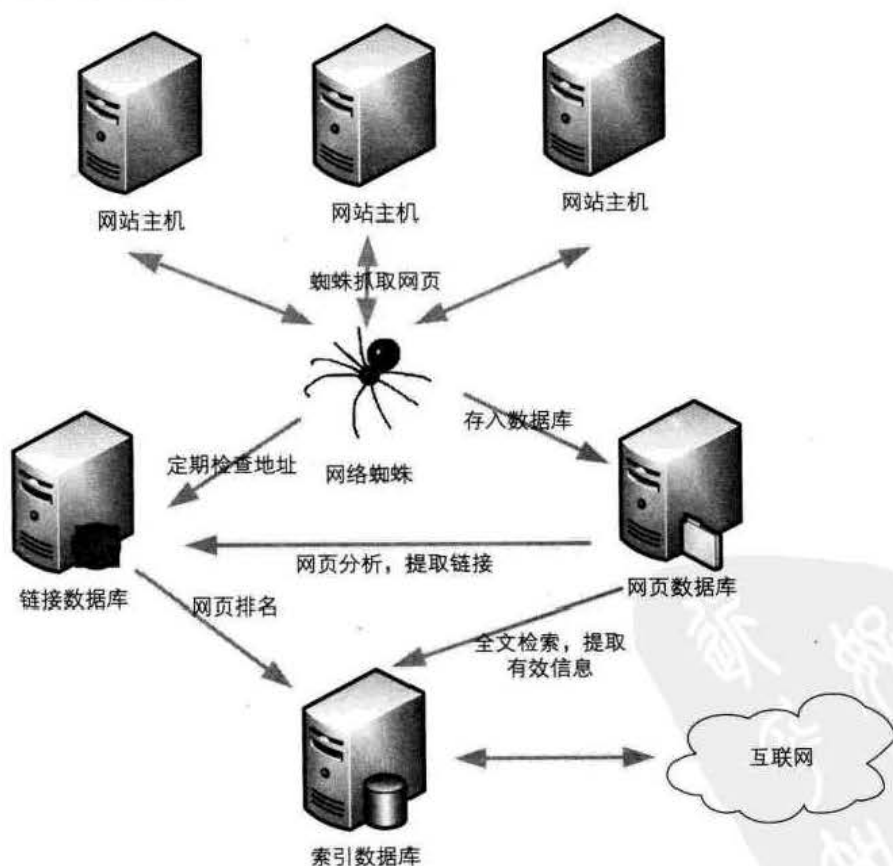 网站主机
网站主机
网站主机
蜘蛛抓取网页
存入数据库
定期检查地址
网络蜘蛛
网页分析，提取链接
网页数据库
链接数据库
网页排名
全文检索，提取
有效信息
互联网
索引数据库